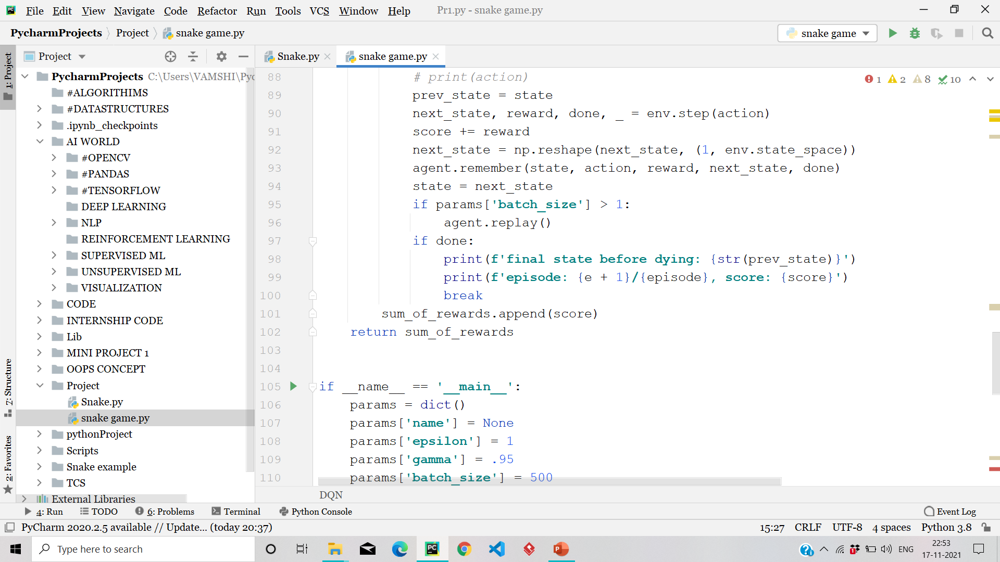 File Edit View Navigate Code Refactor Run Tools VCS Window Help Pr1.py - snake game.py
PycharmProjects Project snake game.py snake game
1: Project
Project
Snake.py snake game.py
PycharmProjects C:\Users\VAMSHI\Pyc
#ALGORITHIMS
#DATASTRUCTURES
.ipynb_checkpoints
AI WORLD
#OPENCV
#PANDAS
#TENSORFLOW
DEEP LEARNING
NLP
REINFORCEMENT LEARNING
SUPERVISED ML
UNSUPERVISED ML
VISUALIZATION
CODE
INTERNSHIP CODE
Lib
MINI PROJECT 1
OOPS CONCEPT
Project
Snake.py
snake game.py
pythonProject
Scripts
Snake example
TCS
External Libraries
7: Structure
2: Favorites
1 2 8 10
88 # print(action)
89 prev_state = state
90 next_state, reward, done, _ = env.step(action)
91 score += reward
92 next_state = np.reshape(next_state, (1, env.state_space))
93 agent.remember(state, action, reward, next_state, done)
94 state = next_state
95 if params['batch_size'] > 1:
96 agent.replay()
97 if done:
98 print(f'final state before dying: {str(prev_state)}')
99 print(f'episode: {e + 1}/{episode}, score: {score}')
100 break
101 sum_of_rewards.append(score)
102 return sum_of_rewards
103
104
105 if __name__ == '__main__':
106 params = dict()
107 params['name'] = None
108 params['epsilon'] = 1
109 params['gamma'] = .95
110 params['batch_size'] = 500
DQN
4: Run TODO 6: Problems Terminal Python Console Event Log
PyCharm 2020.2.5 available // Update... (today 20:37) 15:27 CRLF UTF-8 4 spaces Python 3.8
Type here to search
PC
P
1
ENG
22:53
17-11-2021